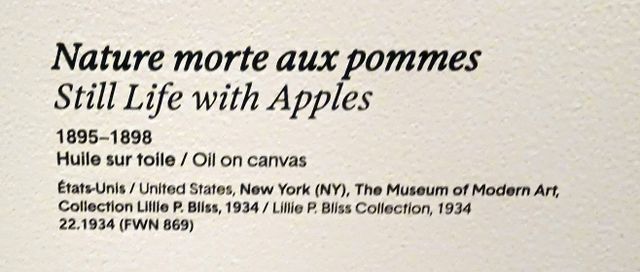 Nature morte aux pommes
Still Life with Apples
1895–1898
Huile sur toile / Oil on canvas
États-Unis / United States, New York (NY), The Museum of Modern Art,
Collection Lillie P. Bliss, 1934 / Lillie P. Bliss Collection, 1934
22.1934 (FWN 869)